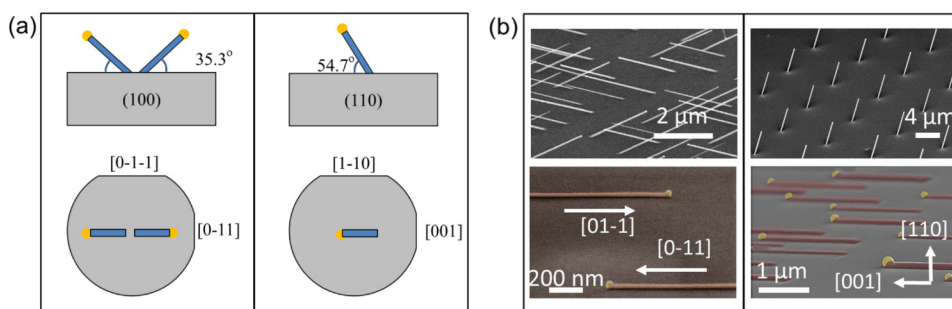 (a)
35.3°
(100)
[0-1-1]
[0-11]
54.7°
(110)
[1-10]
[001]
(b)
2 μm
4 μm
[01-1]
[0-11]
200 nm
[110]
[001]
1 μm